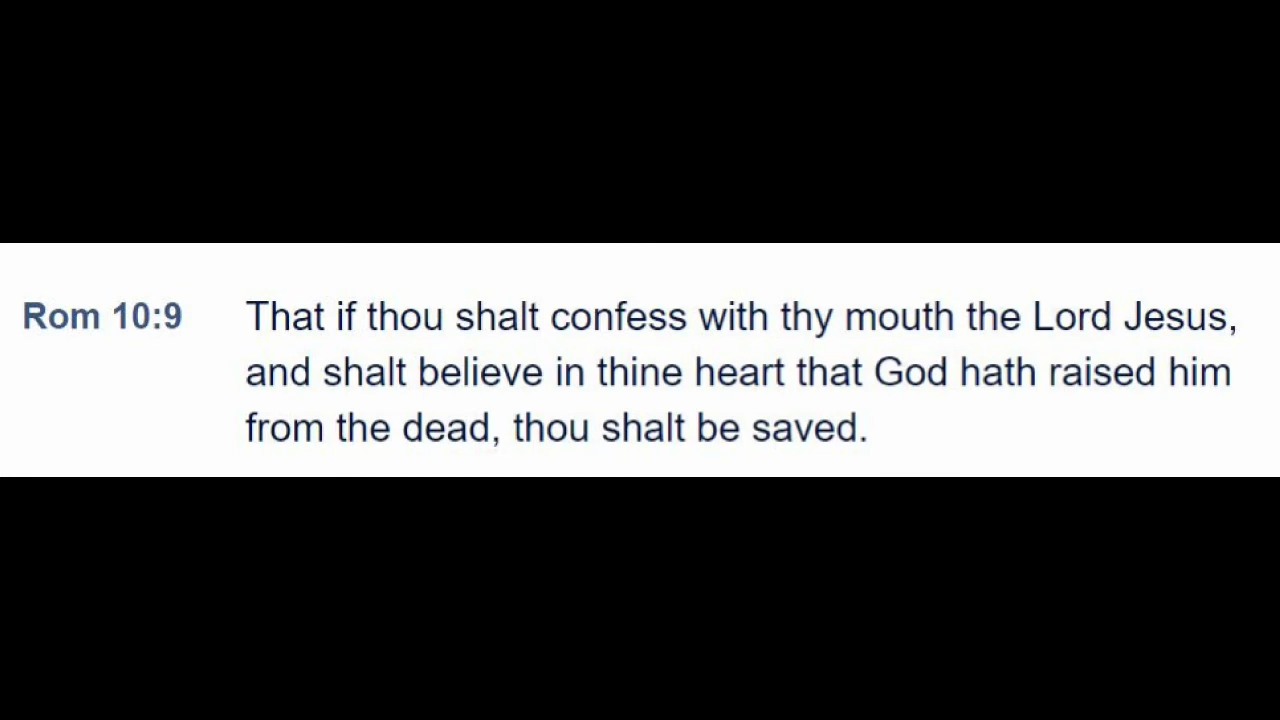 Rom 10:9 That if thou shalt confess with thy mouth the Lord Jesus,
and shalt believe in thine heart that God hath raised him
from the dead, thou shalt be saved.